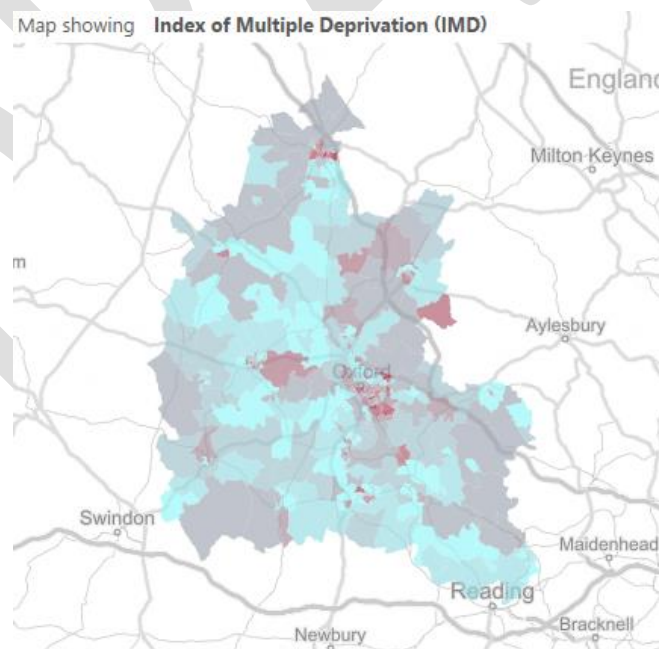 Map showing Index of Multiple Deprivation (IMD)
England
Milton Keynes
m
Aylesbury
Oxford
Swindon
Maidenhead
Reading
Bracknell
Newbury